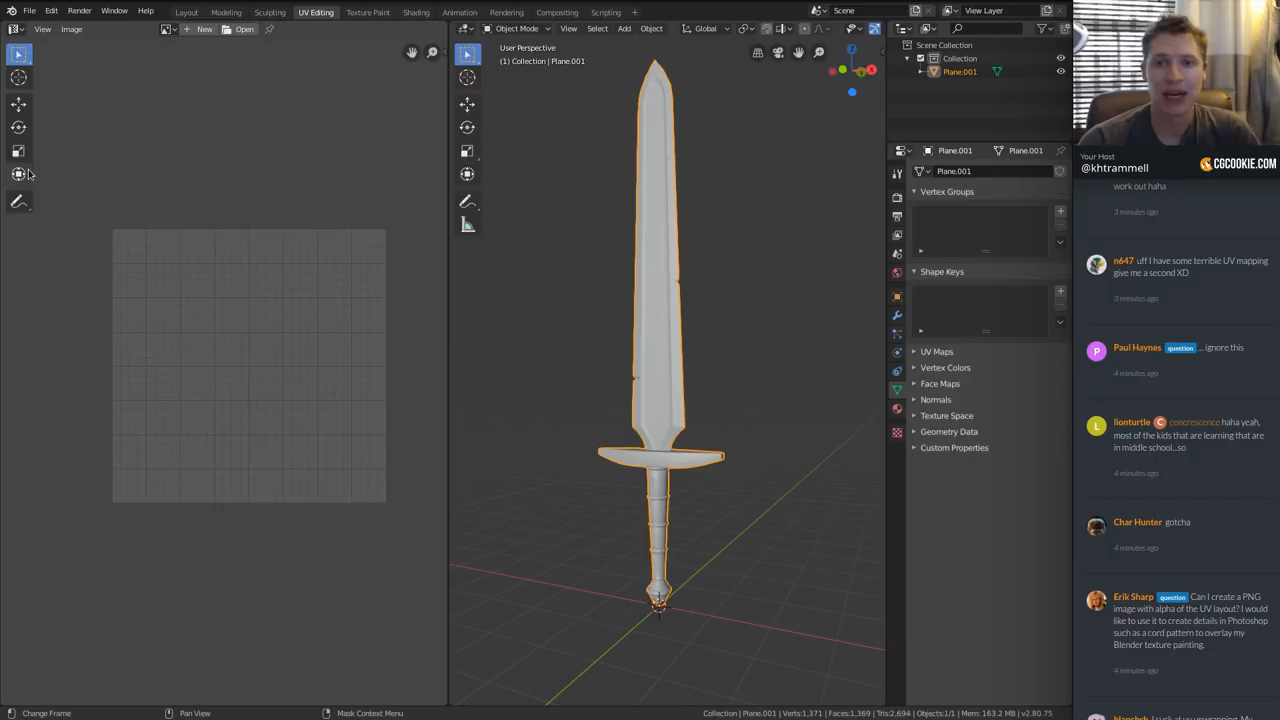 File Edit Render Window Help Layout Modeling Sculpting UV Editing Texture Paint Shading Animation Rendering Compositing Scripting + Scene View Layer
View Image New Open Object Mode View Select Add Object Global
User Perspective
(1) Collection | Plane.001
Scene Collection
Collection
Plane.001
Plane.001 Plane.001
Plane.001
Vertex Groups
Shape Keys
UV Maps
Vertex Colors
Face Maps
Normals
Texture Space
Geometry Data
Custom Properties
Your Host
@khtrammell CGCOOKIE.COM
work out haha
3 minutes ago
n647 uff I have some terrible UV mapping
give me a second XD
3 minutes ago
P Paul Haynes question ... ignore this
4 minutes ago
L lionturtle C concrescence haha yeah,
most of the kids that are learning that are
in middle school...so
4 minutes ago
Char Hunter gotcha
4 minutes ago
Erik Sharp question Can I create a PNG
image with alpha of the UV layout? I would
like to use it to create details in Photoshop
such as a cord pattern to overlay my
Blender texture painting.
4 minutes ago
Change Frame Pan View Mask Context Menu Collection | Plane.001 | Verts:1,371 | Faces:1,369 | Tris:2,694 | Objects:1/1 | Mem: 163.2 MB | v2.80.75